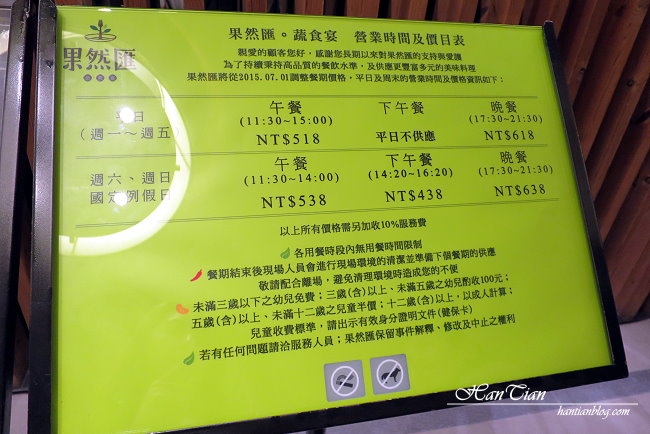 果然匯
果然匯。蔬食宴 營業時間及價目表
親愛的顧客您好，感謝您長期以來對果然匯的支持與愛護
為了持續秉持高品質的餐飲水準，及供應更豐富多元的美味料理
果然匯將從2015.07.01調整餐期價格，平日及周末的營業時間及價格資訊如下：
平日
(週一～週五)
午餐
(11:30~15:00)
NT$518
下午餐
平日不供應
晚餐
(17:30~21:30)
NT$618
週六、週日
國定例假日
午餐
(11:30~14:00)
NT$538
下午餐
(14:20~16:20)
NT$438
晚餐
(17:30~21:30)
NT$638
以上所有價格需另加收10%服務費
各用餐時段內無用餐時間限制
餐期結束後現場人員會進行現場環境的清潔並準備下個餐期的供應
敬請配合離場，避免清理環境時造成您的不便
未滿三歲以下之幼兒免費；三歲(含)以上、未滿五歲之幼兒酌收100元；
五歲(含)以上、未滿十二歲之兒童半價；十二歲(含)以上，以成人計算；
兒童收費標準，請出示有效身分證明文件(健保卡)
若有任何問題請洽服務人員；果然匯保留事件解釋、修改及中止之權利
HanTian
hantianblog.com